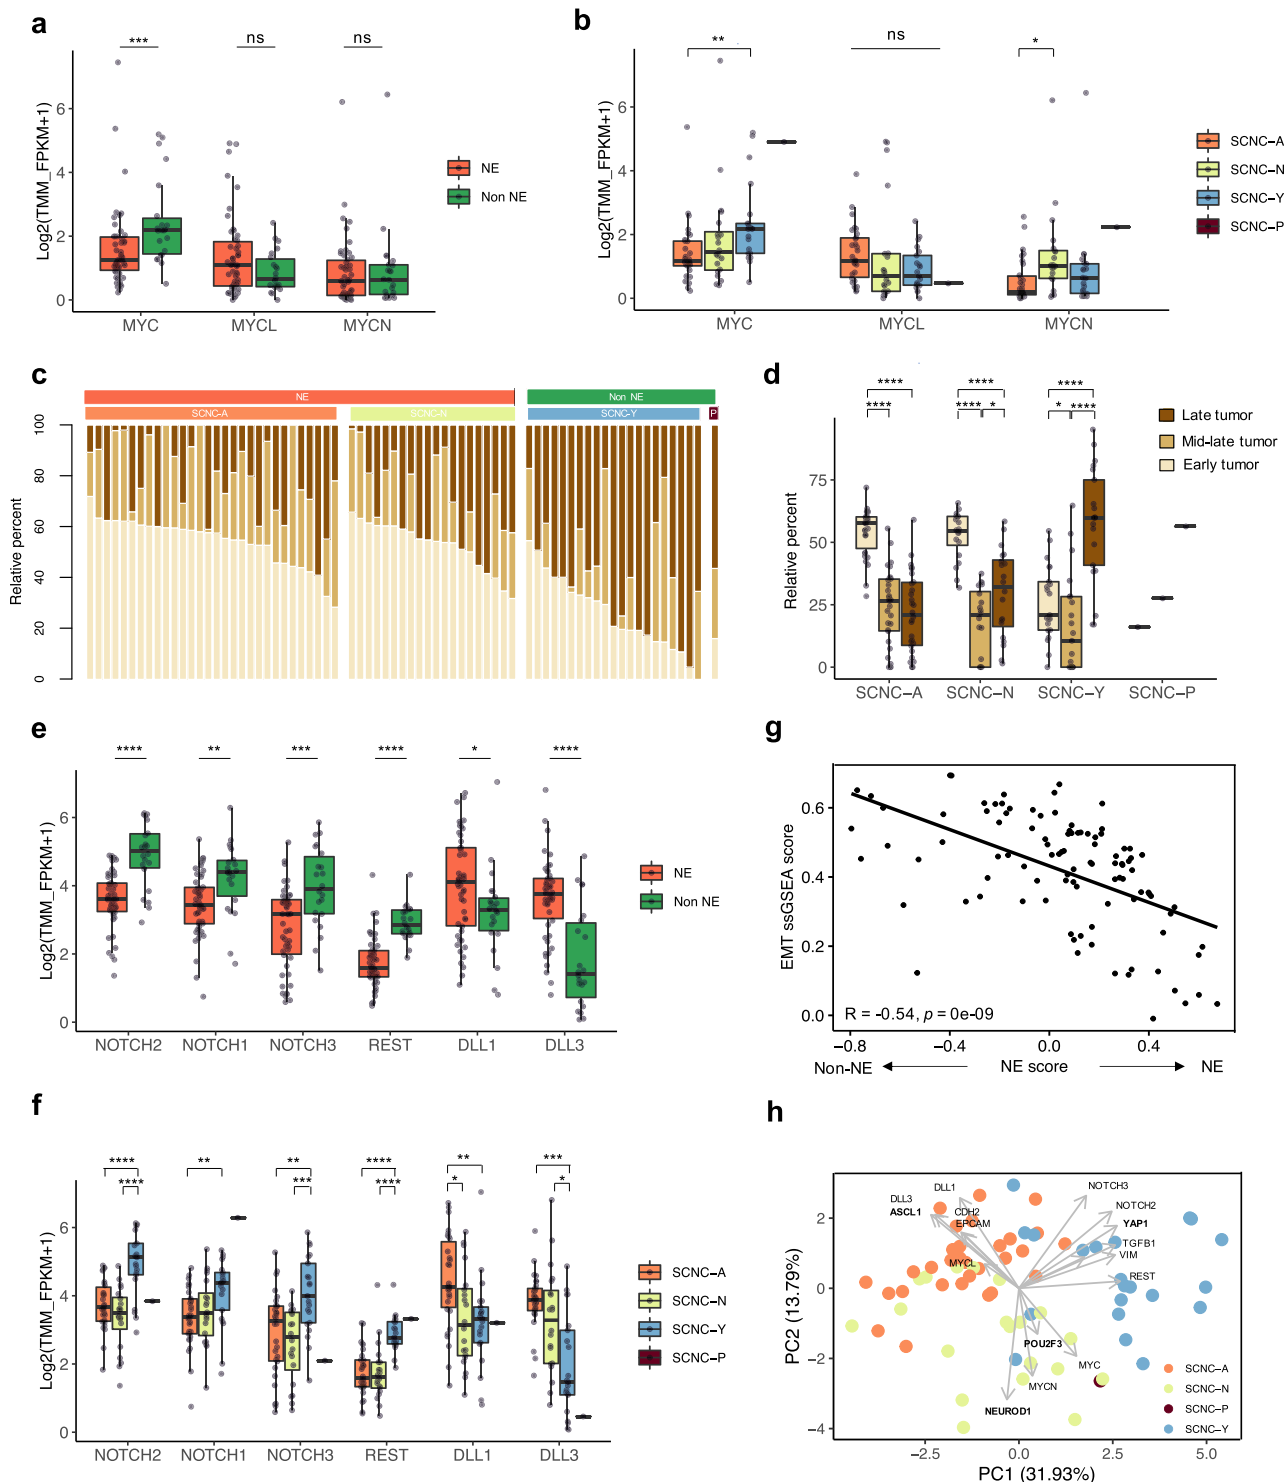 a
***
ns
ns
Log2(TMM_FPKM+1)
6
4
2
0
MYC
MYCL
MYCN
NE
Non NE
b
**
ns
*
Log2(TMM_FPKM+1)
6
4
2
0
MYC
MYCL
MYCN
SCNC−A
SCNC−N
SCNC−Y
SCNC−P
c
NE
Non NE
SCNC−A
SCNC−N
SCNC−Y
P
Relative percent
100
80
60
40
20
0
d
****
****
****
****
**** *
* ****
Late tumor
Mid−late tumor
Early tumor
Relative percent
75
50
25
0
SCNC−A
SCNC−N
SCNC−Y
SCNC−P
e
****
**
***
****
*
****
Log2(TMM_FPKM+1)
6
4
2
0
NOTCH2
NOTCH1
NOTCH3
REST
DLL1
DLL3
NE
Non NE
g
EMT ssGSEA score
0.6
0.4
0.2
0.0
R = -0.54, p = 0e-09
−0.8
−0.4
0.0
0.4
Non−NE
NE score
NE
f
****
****
**
**
***
****
****
**
*
***
*
Log2(TMM_FPKM+1)
6
4
2
0
NOTCH2
NOTCH1
NOTCH3
REST
DLL1
DLL3
SCNC−A
SCNC−N
SCNC−Y
SCNC−P
h
PC2 (13.79%)
2
0
−2
−4
DLL1
DLL3
ASCL1
CDH2
EPCAM
MYCL
NOTCH3
NOTCH2
YAP1
TGFB1
VIM
REST
POU2F3
MYC
MYCN
NEUROD1
SCNC−A
SCNC−N
SCNC−P
SCNC−Y
−2.5
0.0
2.5
5.0
PC1 (31.93%)